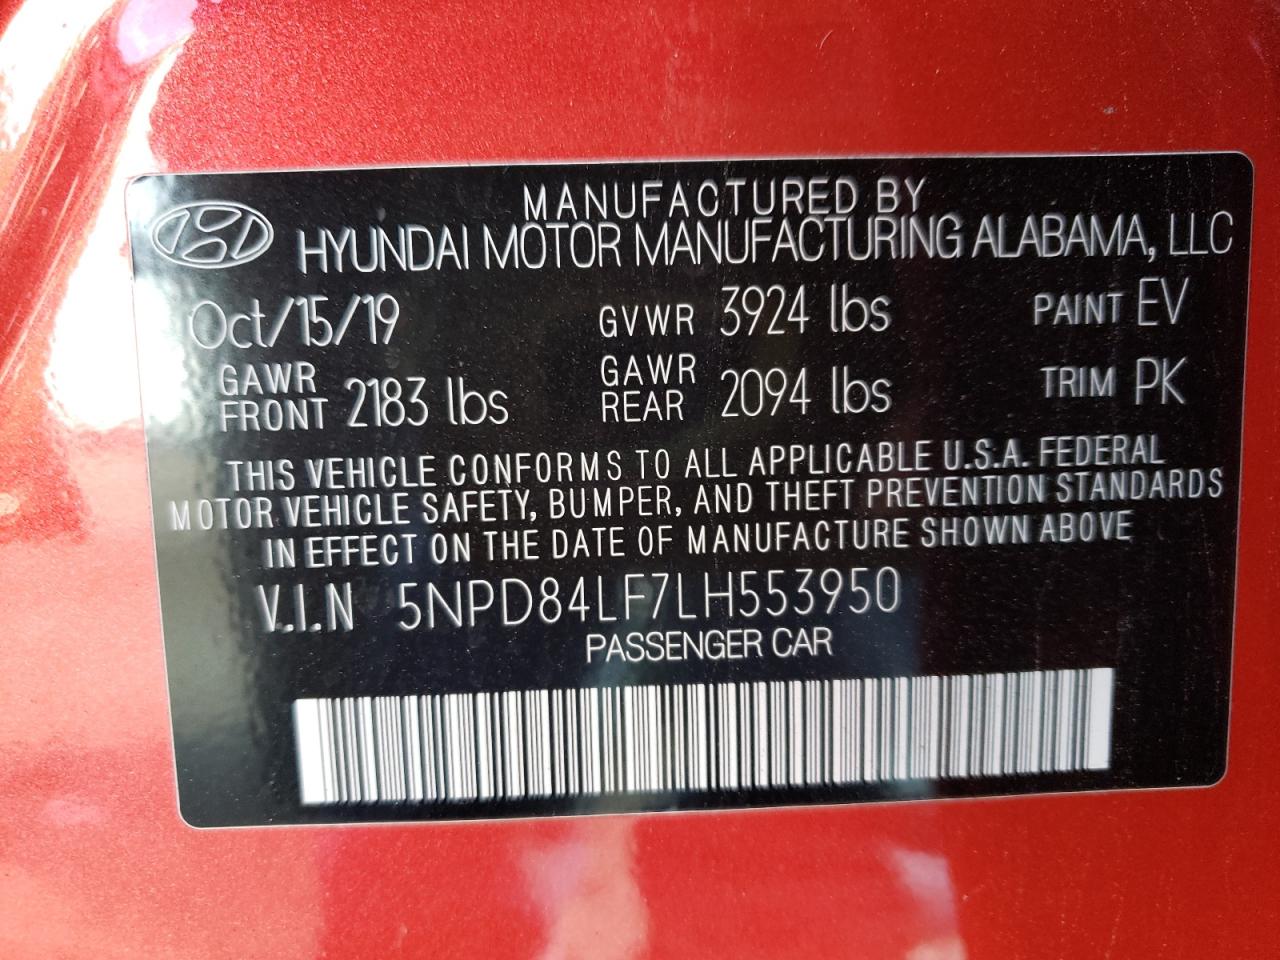 MANUFACTURED BY
HYUNDAI MOTOR MANUFACTURING ALABAMA, LLC
Oct/15/19 GVWR 3924 lbs PAINT EV
GAWR FRONT 2183 lbs GAWR REAR 2094 lbs TRIM PK
THIS VEHICLE CONFORMS TO ALL APPLICABLE U.S.A. FEDERAL
MOTOR VEHICLE SAFETY, BUMPER, AND THEFT PREVENTION STANDARDS
IN EFFECT ON THE DATE OF MANUFACTURE SHOWN ABOVE
V.I.N 5NPD84LF7LH553950
PASSENGER CAR